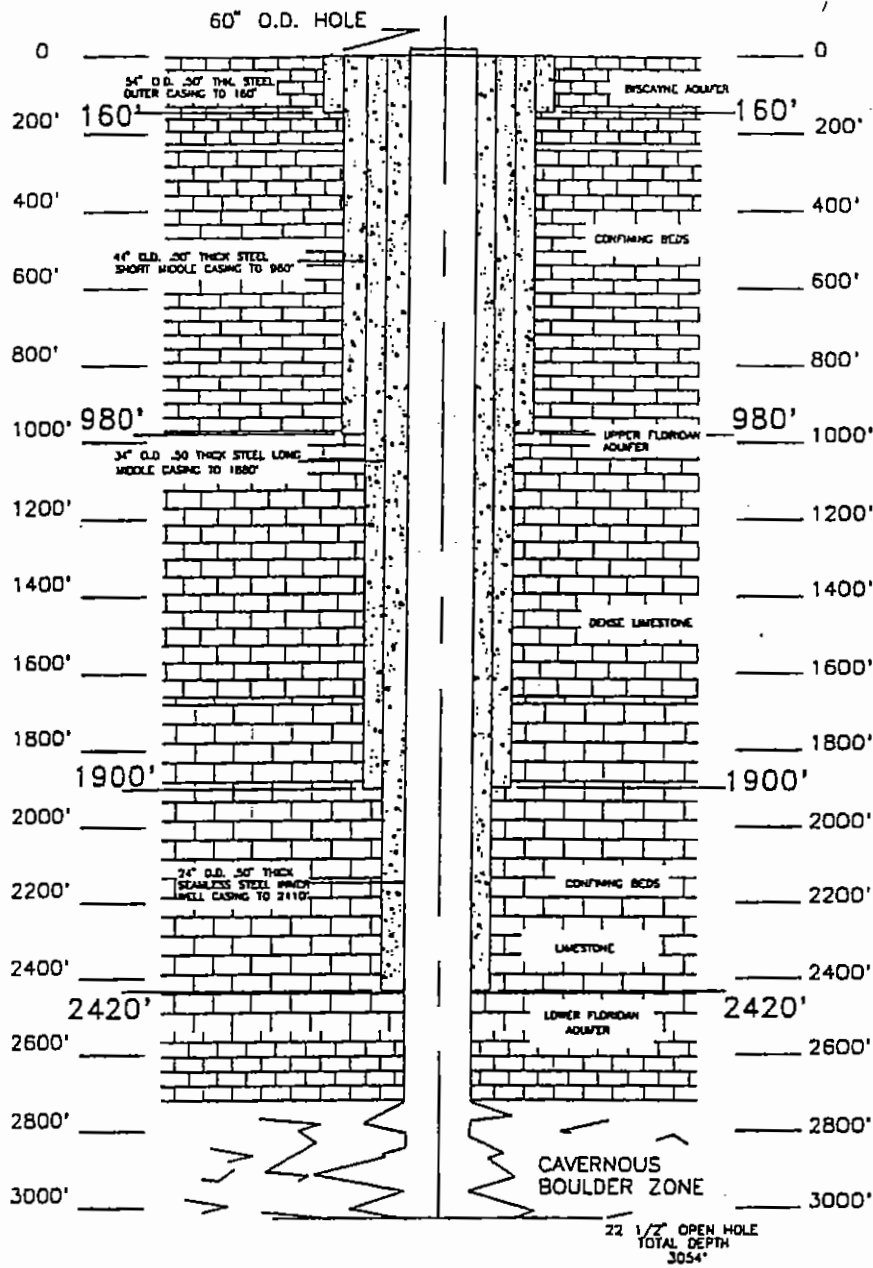 60" O.D. HOLE
0
0
54" O.D. .50" THK. STEEL
OUTER CASING TO 160'
BISCAYNE AQUIFER
160'
160'
200'
200'
400'
400'
CONFINING BEDS
44" O.D. .50" THICK STEEL
SHORT MIDDLE CASING TO 980'
600'
600'
800'
800'
980'
980'
1000'
1000'
UPPER FLORIDAN
AQUIFER
34" O.D .50 THICK STEEL LONG
MIDDLE CASING TO 1880'
1200'
1200'
1400'
1400'
DENSE LIMESTONE
1600'
1600'
1800'
1800'
1900'
1900'
2000'
2000'
24" O.D. .50" THICK
SEAMLESS STEEL INNER
WELL CASING TO 2110'
CONFINING BEDS
2200'
2200'
LIMESTONE
2400'
2400'
2420'
2420'
LOWER FLORIDAN
AQUIFER
2600'
2600'
2800'
2800'
CAVERNOUS
BOULDER ZONE
3000'
3000'
22 1/2" OPEN HOLE
TOTAL DEPTH
3054'